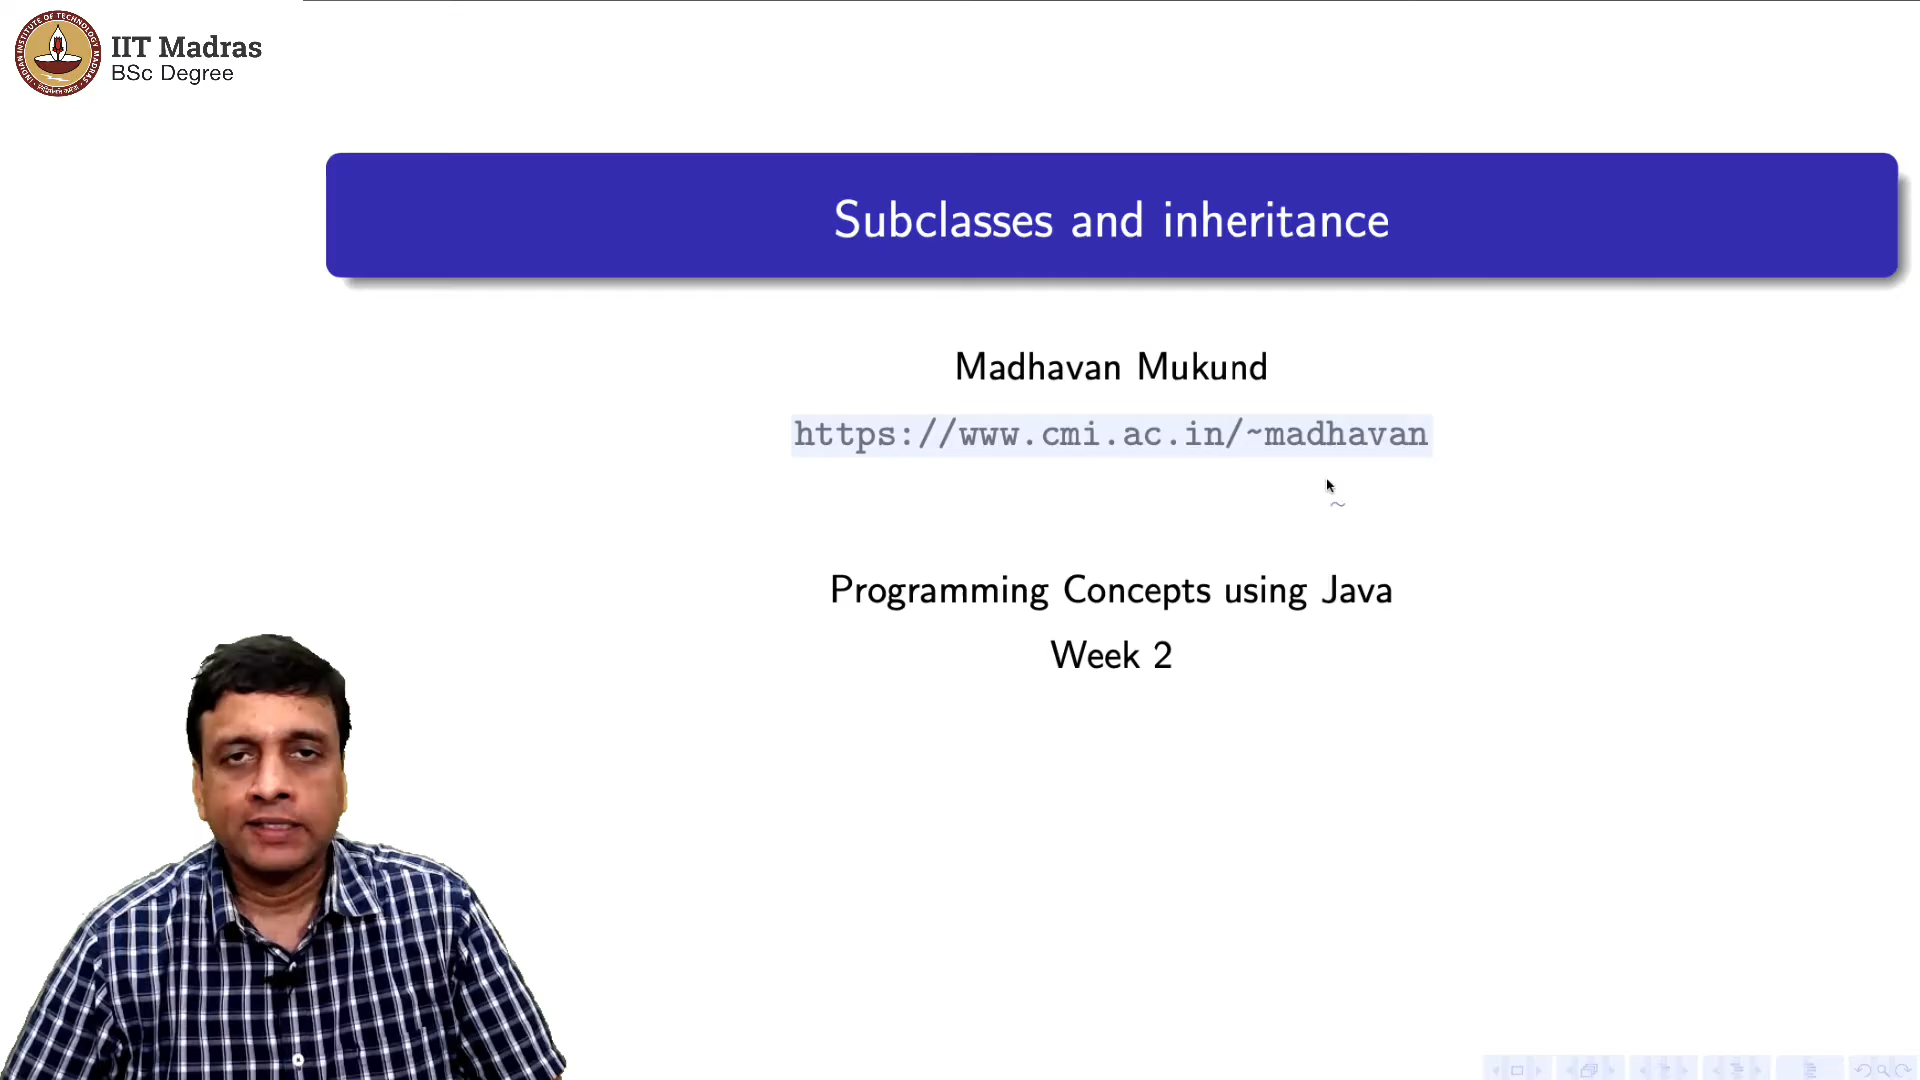 IIT Madras
BSc Degree
Subclasses and inheritance
Madhavan Mukund
https://www.cmi.ac.in/~madhavan
~
Programming Concepts using Java
Week 2